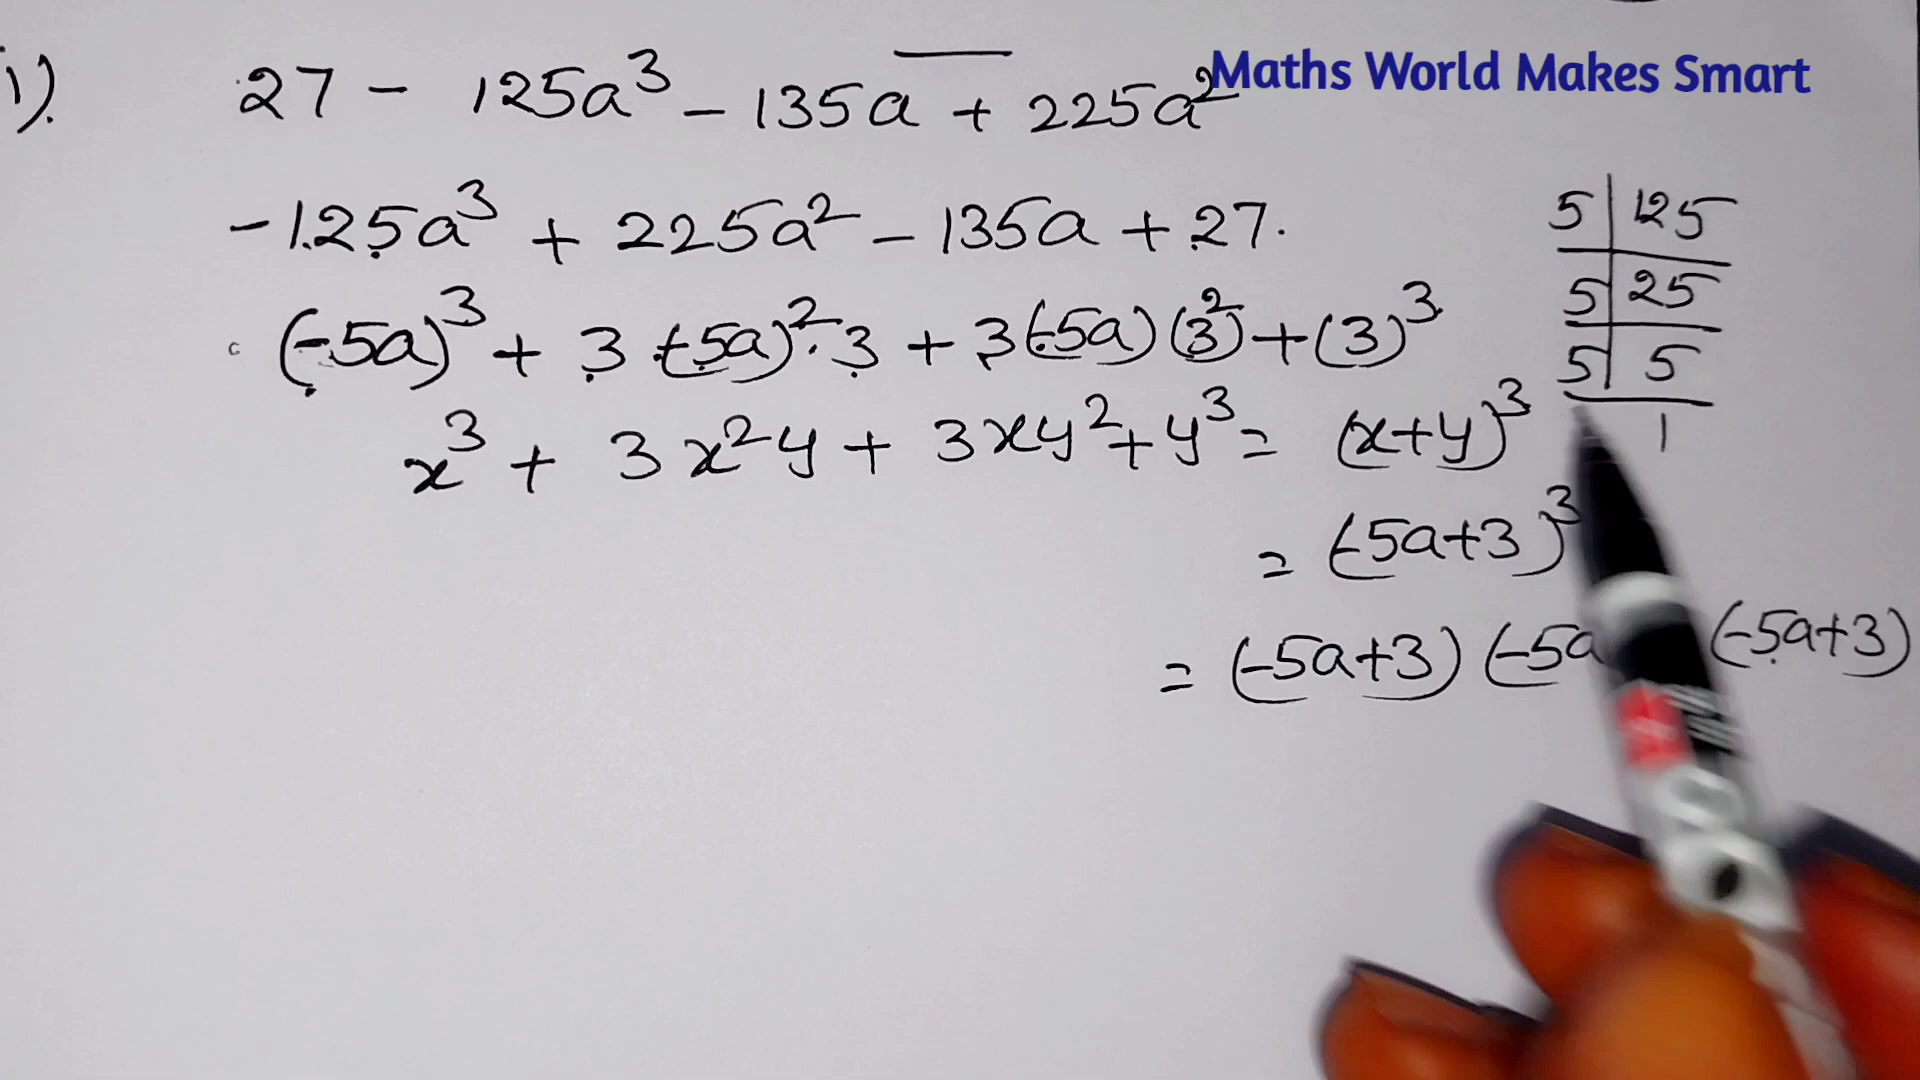 i).
27 - 125a³ - 135a + 225a²
Maths World Makes Smart
-125a³ + 225a² - 135a + 27.
(-5a)³ + 3 (-5a)².3 + 3(-5a)(3²) + (3)³
x³ + 3x²y + 3xy² + y³ = (x+y)³
= (-5a+3)³
= (-5a+3) (-5a (-5a+3)
5 | 125
5 | 25
5 | 5
1